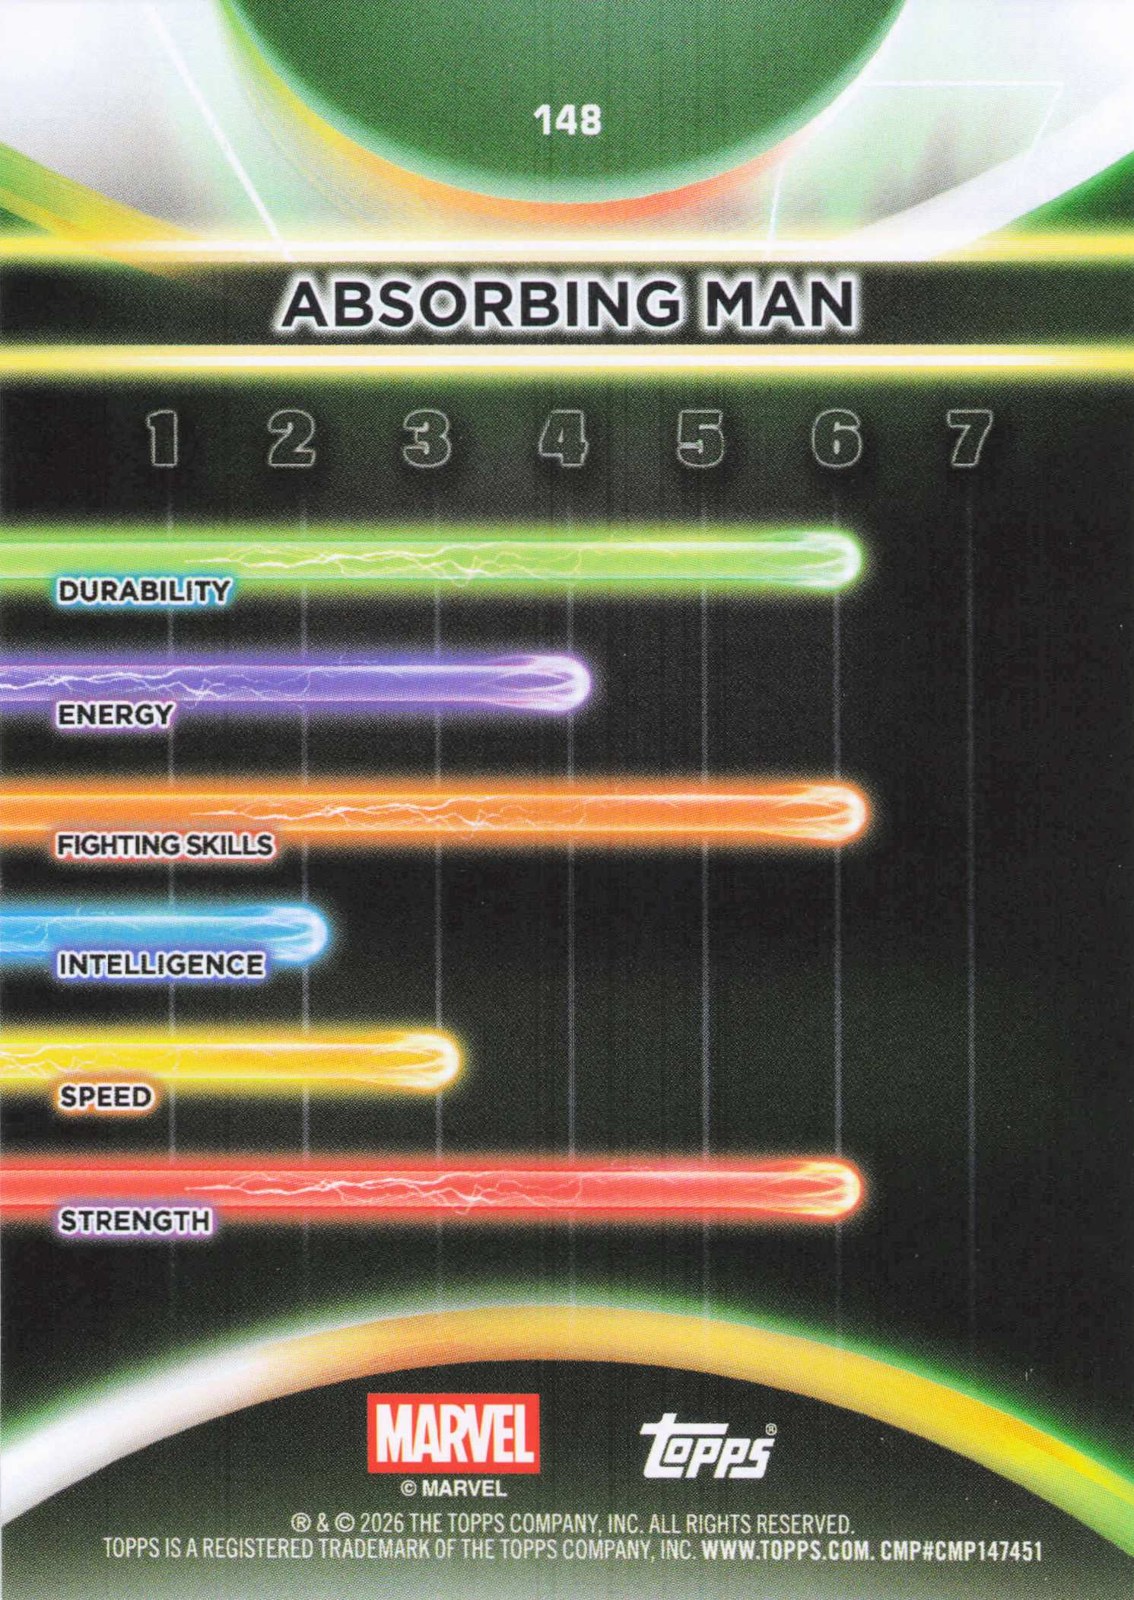 148
ABSORBING MAN
1 2 3 4 5 6 7
DURABILITY
ENERGY
FIGHTING SKILLS
INTELLIGENCE
SPEED
STRENGTH
MARVEL
© MARVEL
Topps®
® & © 2026 THE TOPPS COMPANY, INC. ALL RIGHTS RESERVED.
TOPPS IS A REGISTERED TRADEMARK OF THE TOPPS COMPANY, INC. WWW.TOPPS.COM. CMP#CMP147451